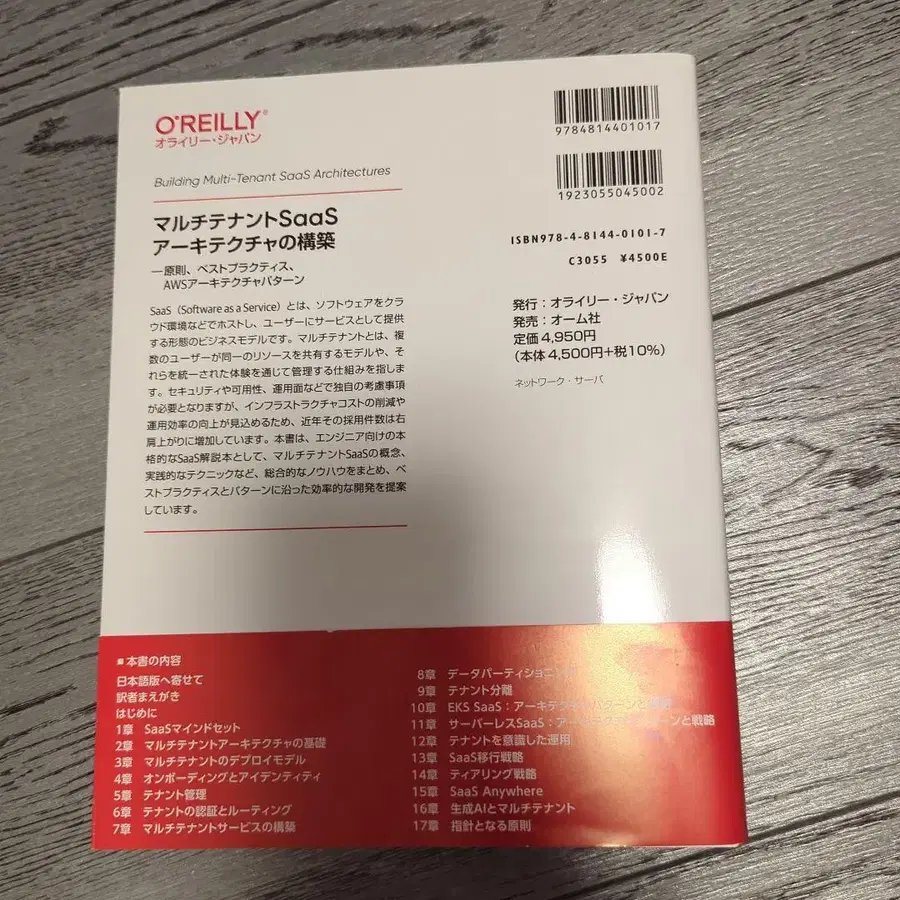 O'REILLY®
オライリー・ジャパン
Building Multi-Tenant SaaS Architectures
マルチテナントSaaS
アーキテクチャの構築
―原則、ベストプラクティス、
AWSアーキテクチャパターン
SaaS（Software as a Service）とは、ソフトウェアをクラ
ウド環境などでホストし、ユーザーにサービスとして提供
する形態のビジネスモデルです。マルチテナントとは、複
数のユーザーが同一のリソースを共有するモデルや、そ
れらを統一された体験を通じて管理する仕組みを指しま
す。セキュリティや可用性、運用面などで独自の考慮事項
が必要となりますが、インフラストラクチャコストの削減や
運用効率の向上が見込めるため、近年その採用件数は右
肩上がりに増加しています。本書は、エンジニア向けの本
格的なSaaS解説本として、マルチテナントSaaSの概念、
実践的なテクニックなど、総合的なノウハウをまとめ、ベ
ストプラクティスとパターンに沿った効率的な開発を提案
しています。
9784814401017
1923055045002
ISBN978-4-8144-0101-7
C3055 ¥4500E
発行：オライリー・ジャパン
発売：オーム社
定価4,950円
（本体4,500円+税10%）
ネットワーク・サーバ
■本書の内容
日本語版へ寄せて
訳者まえがき
はじめに
1章 SaaSマインドセット
2章 マルチテナントアーキテクチャの基礎
3章 マルチテナントのデプロイモデル
4章 オンボーディングとアイデンティティ
5章 テナント管理
6章 テナントの認証とルーティング
7章 マルチテナントサービスの構築
8章 データパーティショニング
9章 テナント分離
10章 EKS SaaS：アーキテクチャパターンと
11章 サーバーレスSaaS：アーキテクチャパターンと戦略
12章 テナントを意識した運用
13章 SaaS移行戦略
14章 ティアリング戦略
15章 SaaS Anywhere
16章 生成AIとマルチテナント
17章 指針となる原則